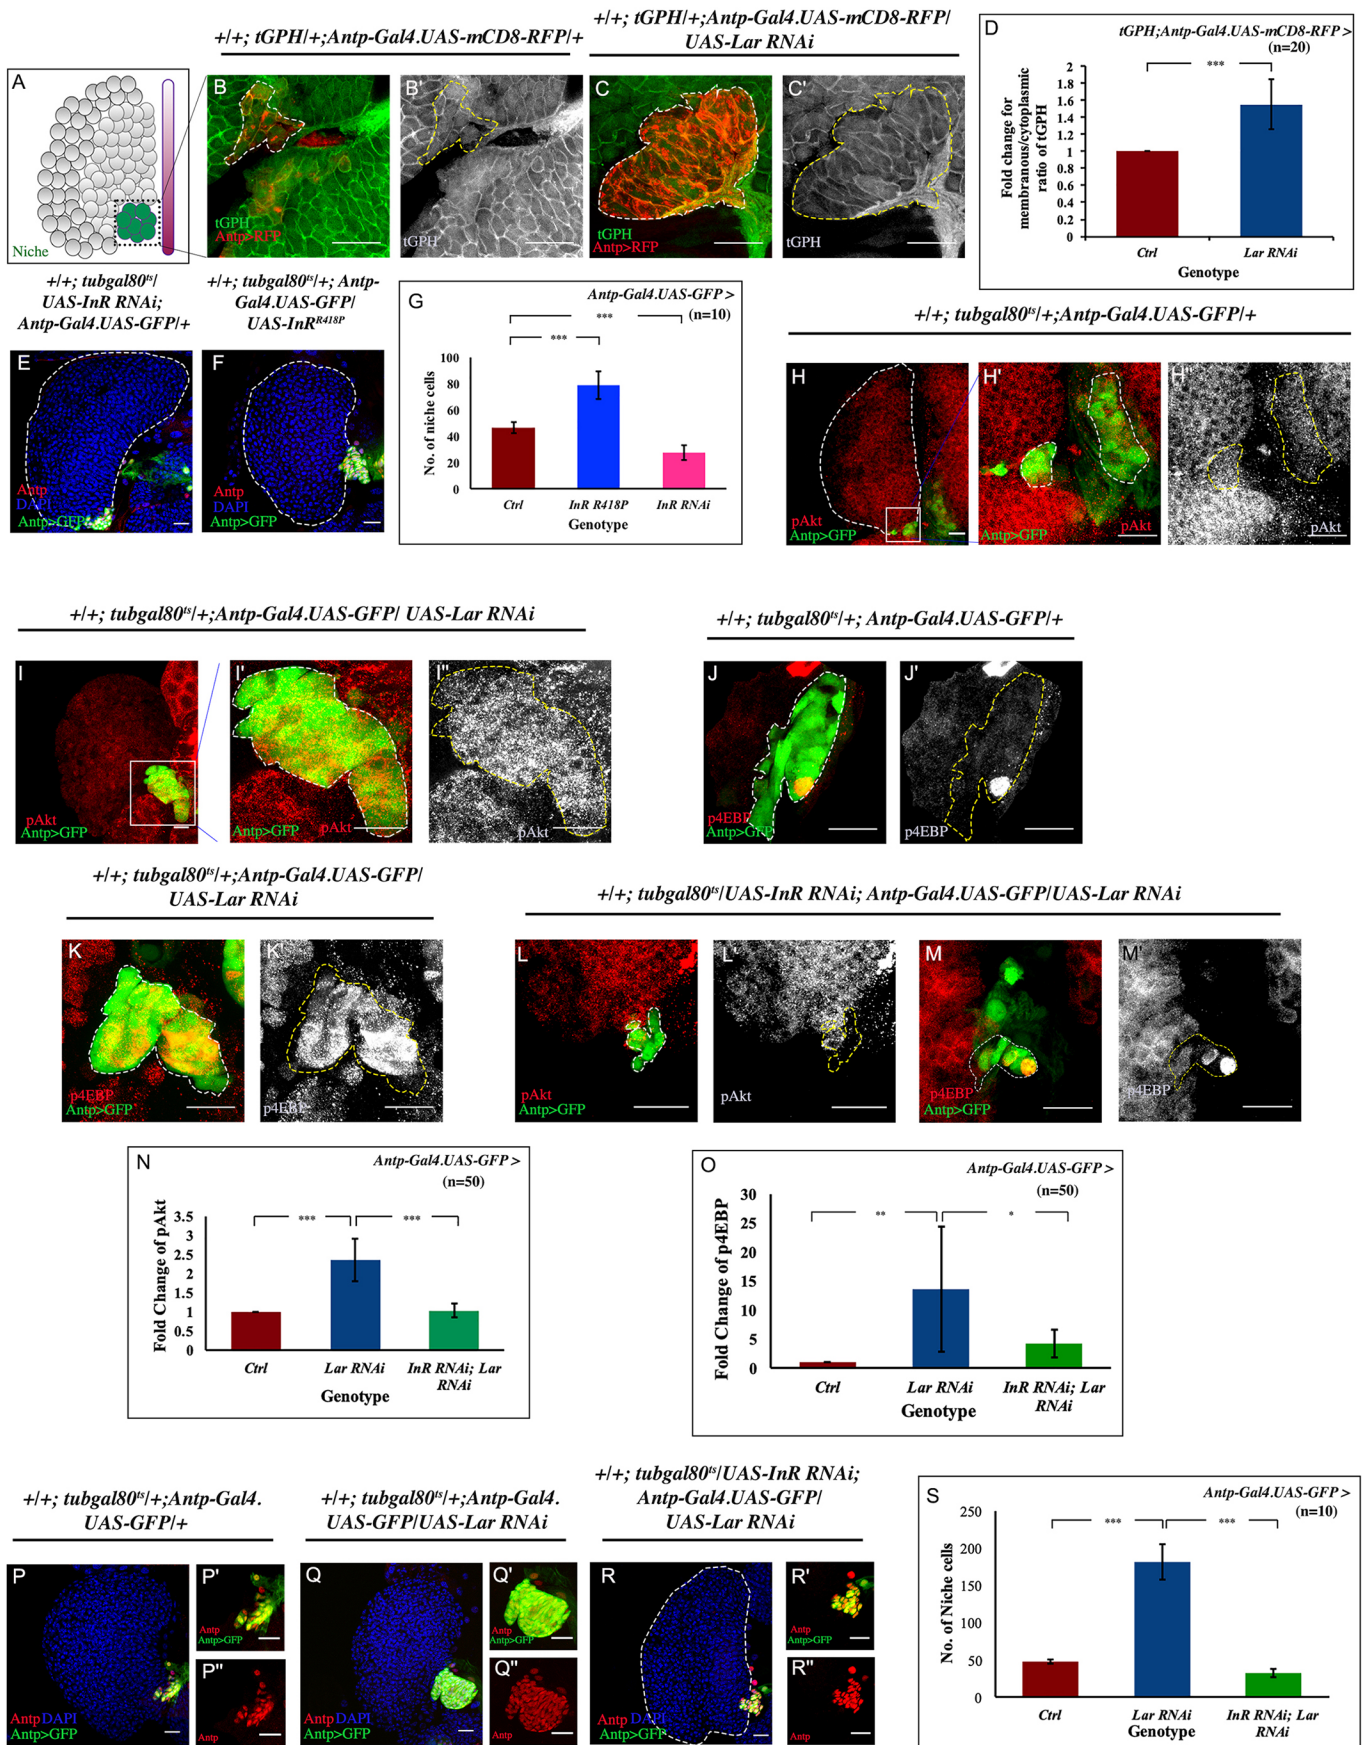 +/+; tGPH/+;Antp-Gal4.UAS-mCD8-RFP/+
+/+; tGPH/+;Antp-Gal4.UAS-mCD8-RFP/
UAS-Lar RNAi
A
Niche
B
tGPH
Antp>RFP
B'
tGPH
C
tGPH
Antp>RFP
C'
tGPH
D
tGPH;Antp-Gal4.UAS-mCD8-RFP>
(n=20)
***
Fold change for
membranous/cytoplasmic
ratio of tGPH
2
1.8
1.6
1.4
1.2
1
0.8
0.6
0.4
0.2
0
Ctrl
Lar RNAi
Genotype
+/+; tubgal80ts/
UAS-InR RNAi;
Antp-Gal4.UAS-GFP/+
+/+; tubgal80ts/+; Antp-
Gal4.UAS-GFP/
UAS-InRR418P
E
Antp
DAPI
Antp>GFP
F
Antp
DAPI
Antp>GFP
G
Antp-Gal4.UAS-GFP>
(n=10)
***
***
No. of niche cells
100
80
60
40
20
0
Ctrl
InR R418P
InR RNAi
Genotype
+/+; tubgal80ts/+;Antp-Gal4.UAS-GFP/+
H
pAkt
Antp>GFP
H'
Antp>GFP
pAkt
H"
pAkt
+/+; tubgal80ts/+;Antp-Gal4.UAS-GFP/ UAS-Lar RNAi
I
pAkt
Antp>GFP
I'
Antp>GFP
pAkt
I"
pAkt
+/+; tubgal80ts/+; Antp-Gal4.UAS-GFP/+
J
p4EBP
Antp>GFP
J'
p4EBP
+/+; tubgal80ts/+;Antp-Gal4.UAS-GFP/
UAS-Lar RNAi
K
p4EBP
Antp>GFP
K'
p4EBP
+/+; tubgal80ts/UAS-InR RNAi; Antp-Gal4.UAS-GFP/UAS-Lar RNAi
L
pAkt
Antp>GFP
L'
pAkt
M
p4EBP
Antp>GFP
M'
p4EBP
N
Antp-Gal4.UAS-GFP>
(n=50)
***
***
Fold Change of pAkt
3.5
3
2.5
2
1.5
1
0.5
0
Ctrl
Lar RNAi
InR RNAi; Lar
RNAi
Genotype
O
Antp-Gal4.UAS-GFP>
(n=50)
**
*
Fold Change of p4EBP
30
25
20
15
10
5
0
Ctrl
Lar RNAi
InR RNAi; Lar
RNAi
Genotype
+/+; tubgal80ts/+;Antp-Gal4.
UAS-GFP/+
+/+; tubgal80ts/+;Antp-Gal4.
UAS-GFP/UAS-Lar RNAi
+/+; tubgal80ts/UAS-InR RNAi;
Antp-Gal4.UAS-GFP/
UAS-Lar RNAi
P
Antp DAPI
Antp>GFP
P'
Antp
Antp>GFP
P"
Antp
Q
Antp DAPI
Antp>GFP
Q'
Antp
Antp>GFP
Q"
Antp
R
Antp DAPI
Antp>GFP
R'
Antp
Antp>GFP
R"
Antp
S
Antp-Gal4.UAS-GFP>
(n=10)
***
***
No. of Niche cells
250
200
150
100
50
0
Ctrl
Lar RNAi
InR RNAi; Lar
RNAi
Genotype